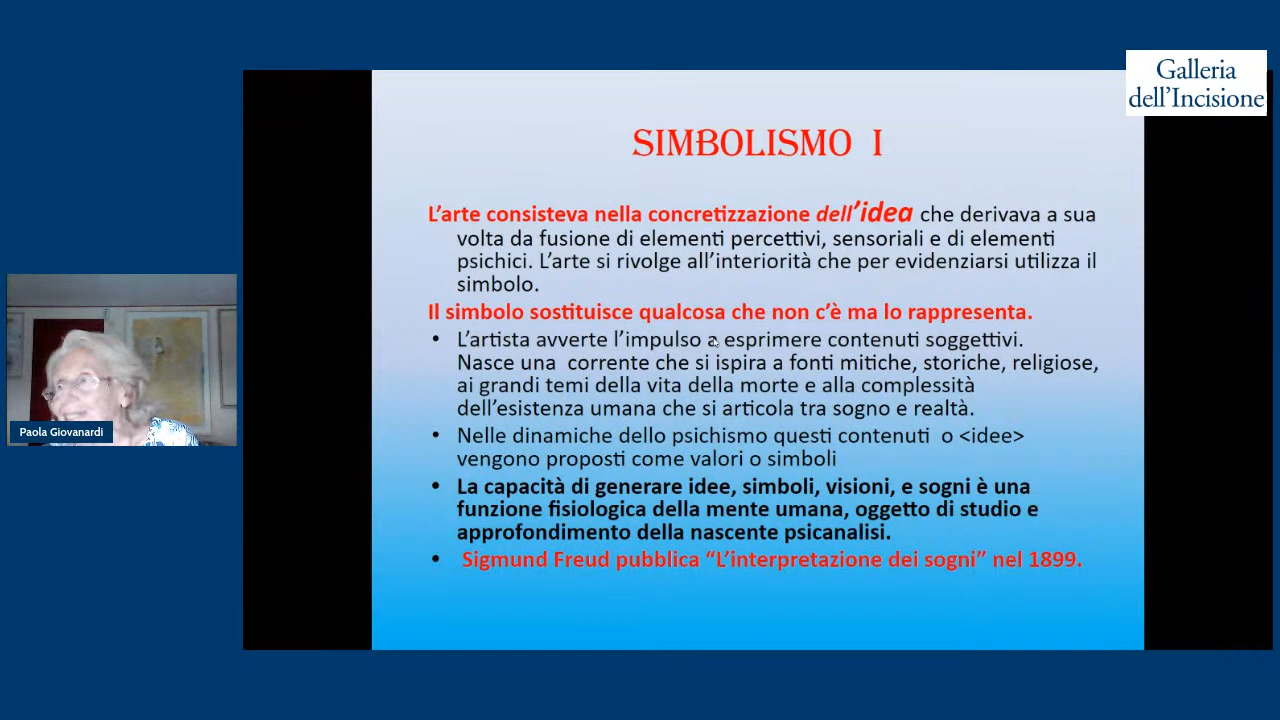 Galleria
dell'Incisione
SIMBOLISMO I
L'arte consisteva nella concretizzazione dell'idea che derivava a sua
volta da fusione di elementi percettivi, sensoriali e di elementi
psichici. L'arte si rivolge all'interiorità che per evidenziarsi utilizza il
simbolo.
Il simbolo sostituisce qualcosa che non c'è ma lo rappresenta.
• L'artista avverte l'impulso a esprimere contenuti soggettivi.
Nasce una corrente che si ispira a fonti mitiche, storiche, religiose,
ai grandi temi della vita della morte e alla complessità
dell'esistenza umana che si articola tra sogno e realtà.
• Nelle dinamiche dello psichismo questi contenuti o <idee>
vengono proposti come valori o simboli
• La capacità di generare idee, simboli, visioni, e sogni è una
funzione fisiologica della mente umana, oggetto di studio e
approfondimento della nascente psicanalisi.
• Sigmund Freud pubblica “L'interpretazione dei sogni” nel 1899.
Paola Giovanardi